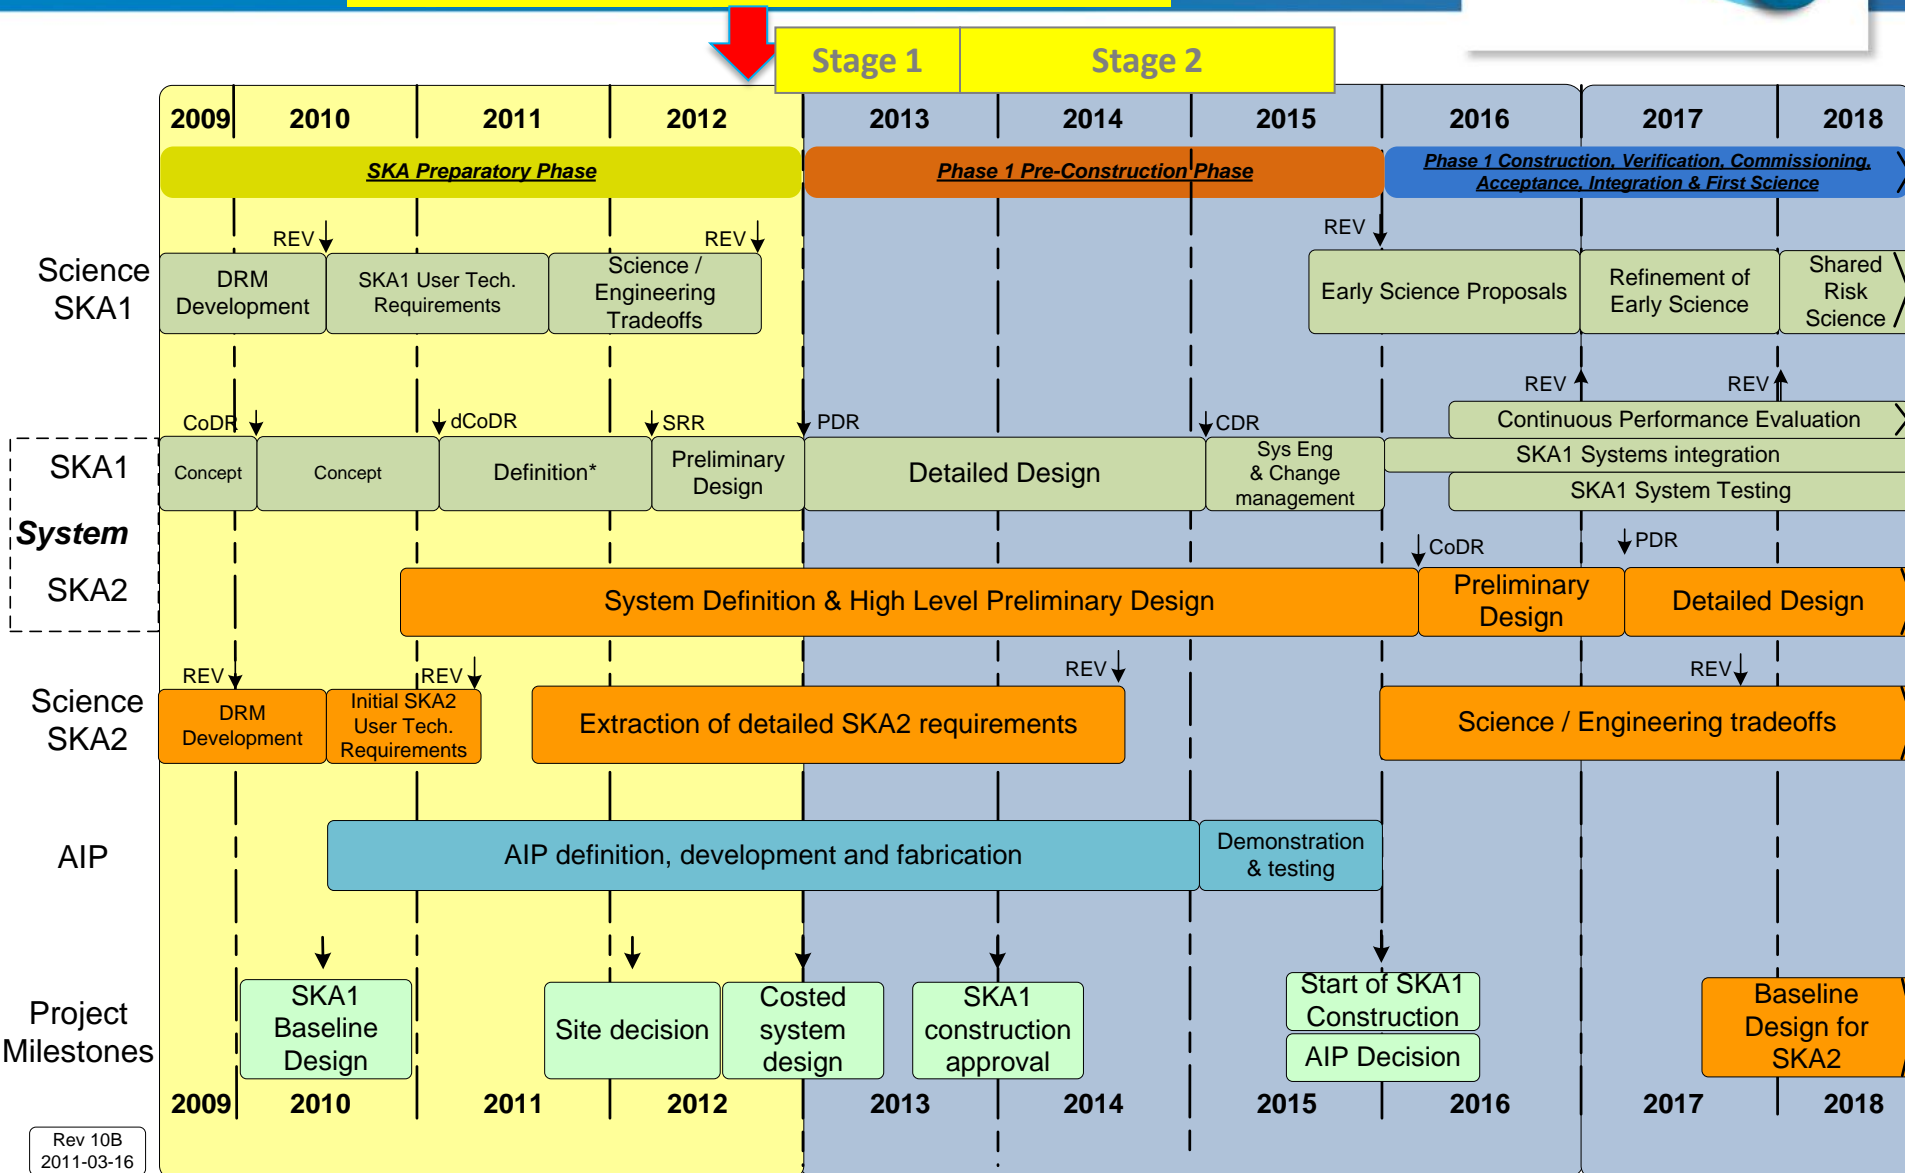 Stage 1
Stage 2
2009 2010 2011 2012 2013 2014 2015 2016 2017 2018
SKA Preparatory Phase
Phase 1 Pre-Construction Phase
Phase 1 Construction, Verification, Commissioning,
Acceptance, Integration & First Science
Science
SKA1
REV
REV
REV
DRM
Development
SKA1 User Tech.
Requirements
Science /
Engineering
Tradeoffs
Early Science Proposals
Refinement of
Early Science
Shared
Risk
Science
REV
REV
CoDR
dCoDR
SRR
PDR
CDR
Continuous Performance Evaluation
SKA1
Concept
Concept
Definition*
Preliminary
Design
Detailed Design
Sys Eng
& Change
management
SKA1 Systems integration
SKA1 System Testing
System
CoDR
PDR
SKA2
System Definition & High Level Preliminary Design
Preliminary
Design
Detailed Design
REV
REV
REV
REV
Science
SKA2
DRM
Development
Initial SKA2
User Tech.
Requirements
Extraction of detailed SKA2 requirements
Science / Engineering tradeoffs
AIP
AIP definition, development and fabrication
Demonstration
& testing
Project
Milestones
SKA1
Baseline
Design
Site decision
Costed
system
design
SKA1
construction
approval
Start of SKA1
Construction
AIP Decision
Baseline
Design for
SKA2
2009 2010 2011 2012 2013 2014 2015 2016 2017 2018
Rev 10B
2011-03-16